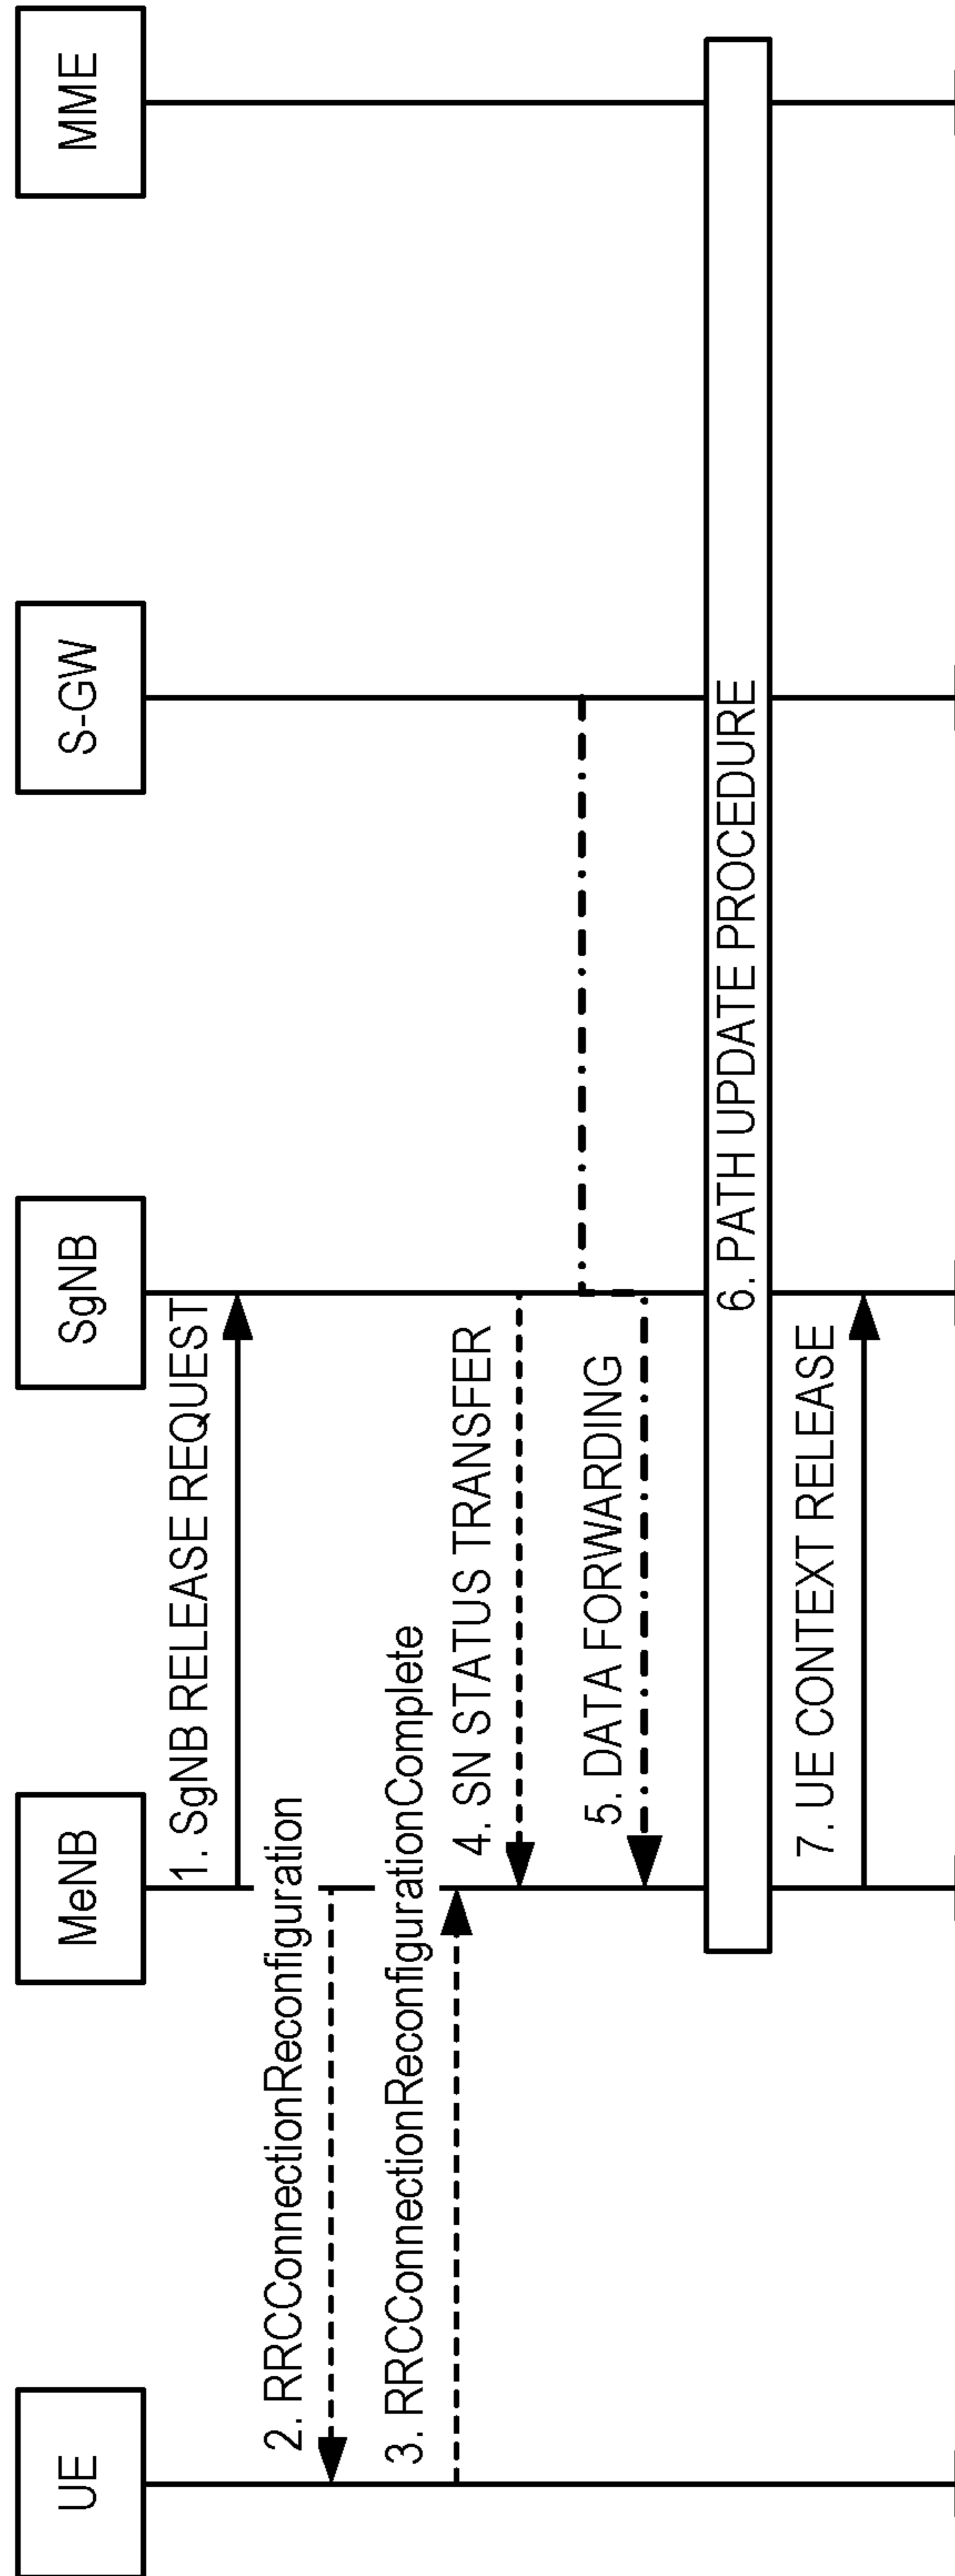 UE
MeNB
SgNB
S-GW
MME
1. SgNB RELEASE REQUEST
2. RRCConnectionReconfiguration
3. RRCConnectionReconfigurationComplete
4. SN STATUS TRANSFER
5. DATA FORWARDING
6. PATH UPDATE PROCEDURE
7. UE CONTEXT RELEASE